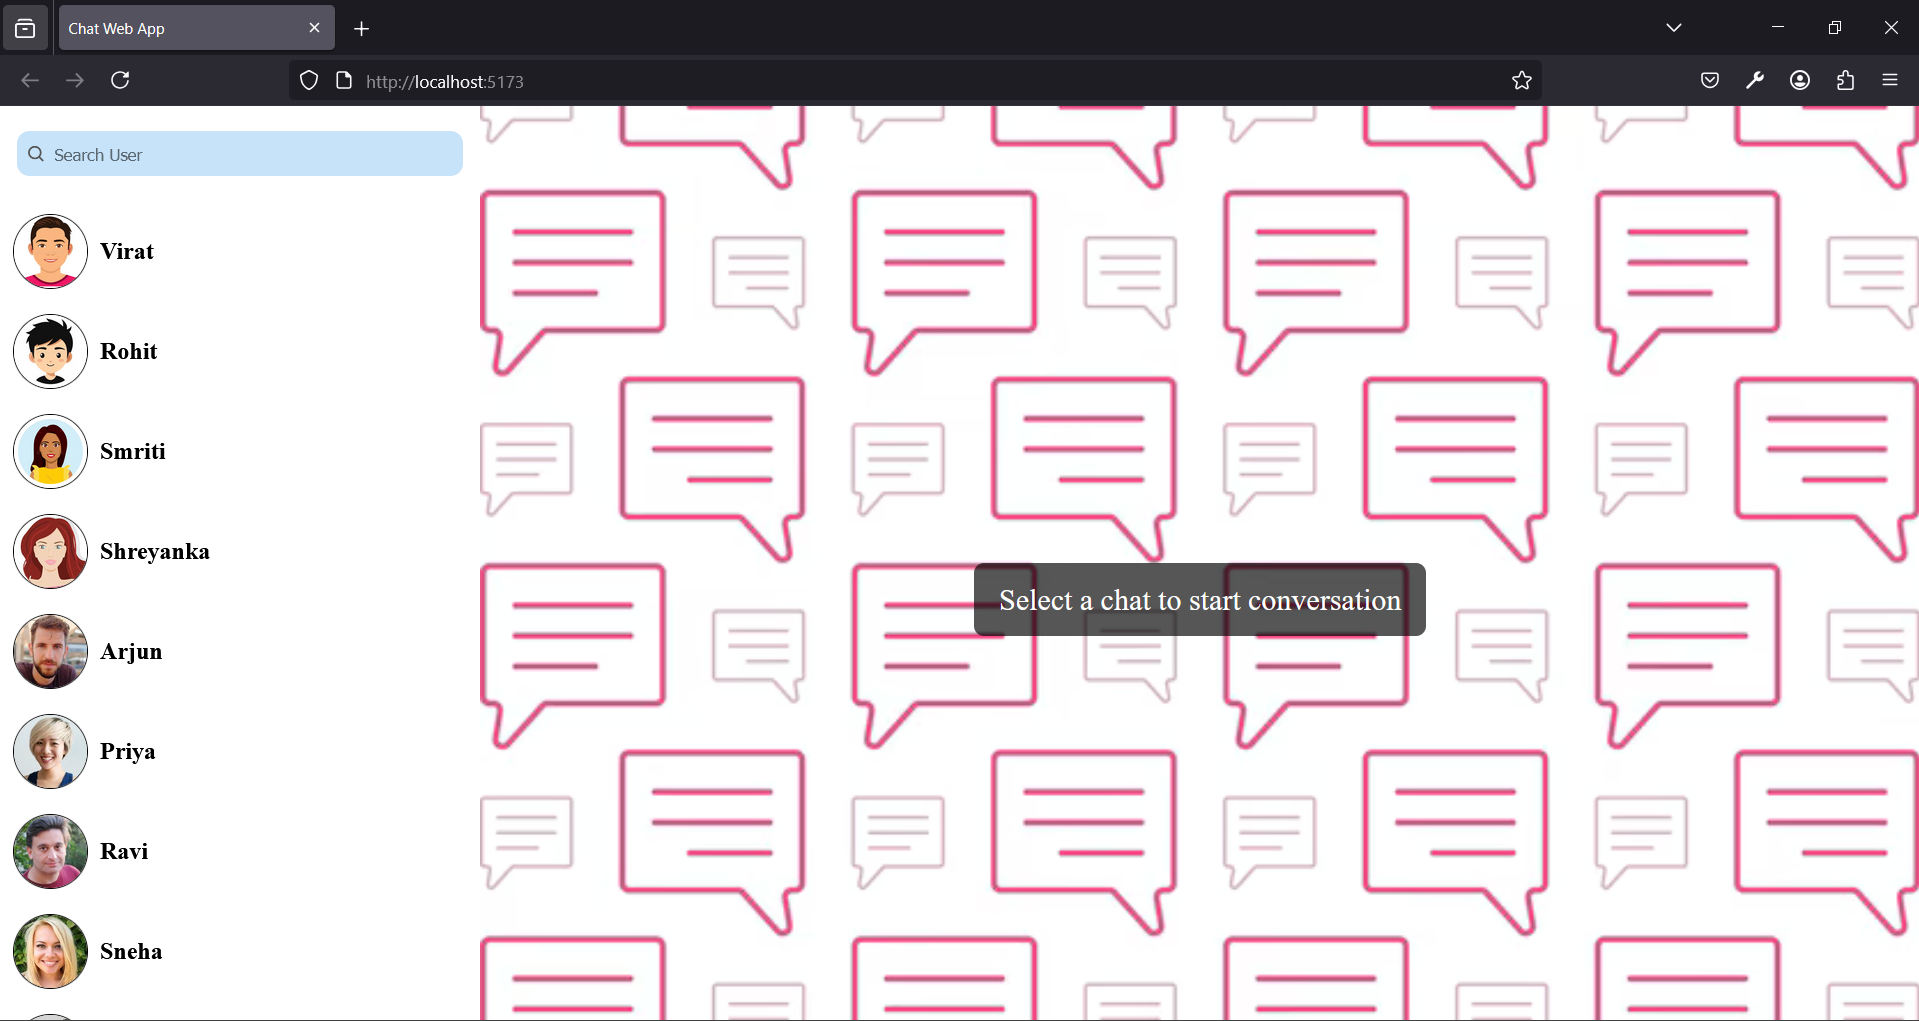 Chat Web App
http://localhost:5173
Search User
Virat
Rohit
Smriti
Shreyanka
Arjun
Priya
Ravi
Sneha
Select a chat to start conversation